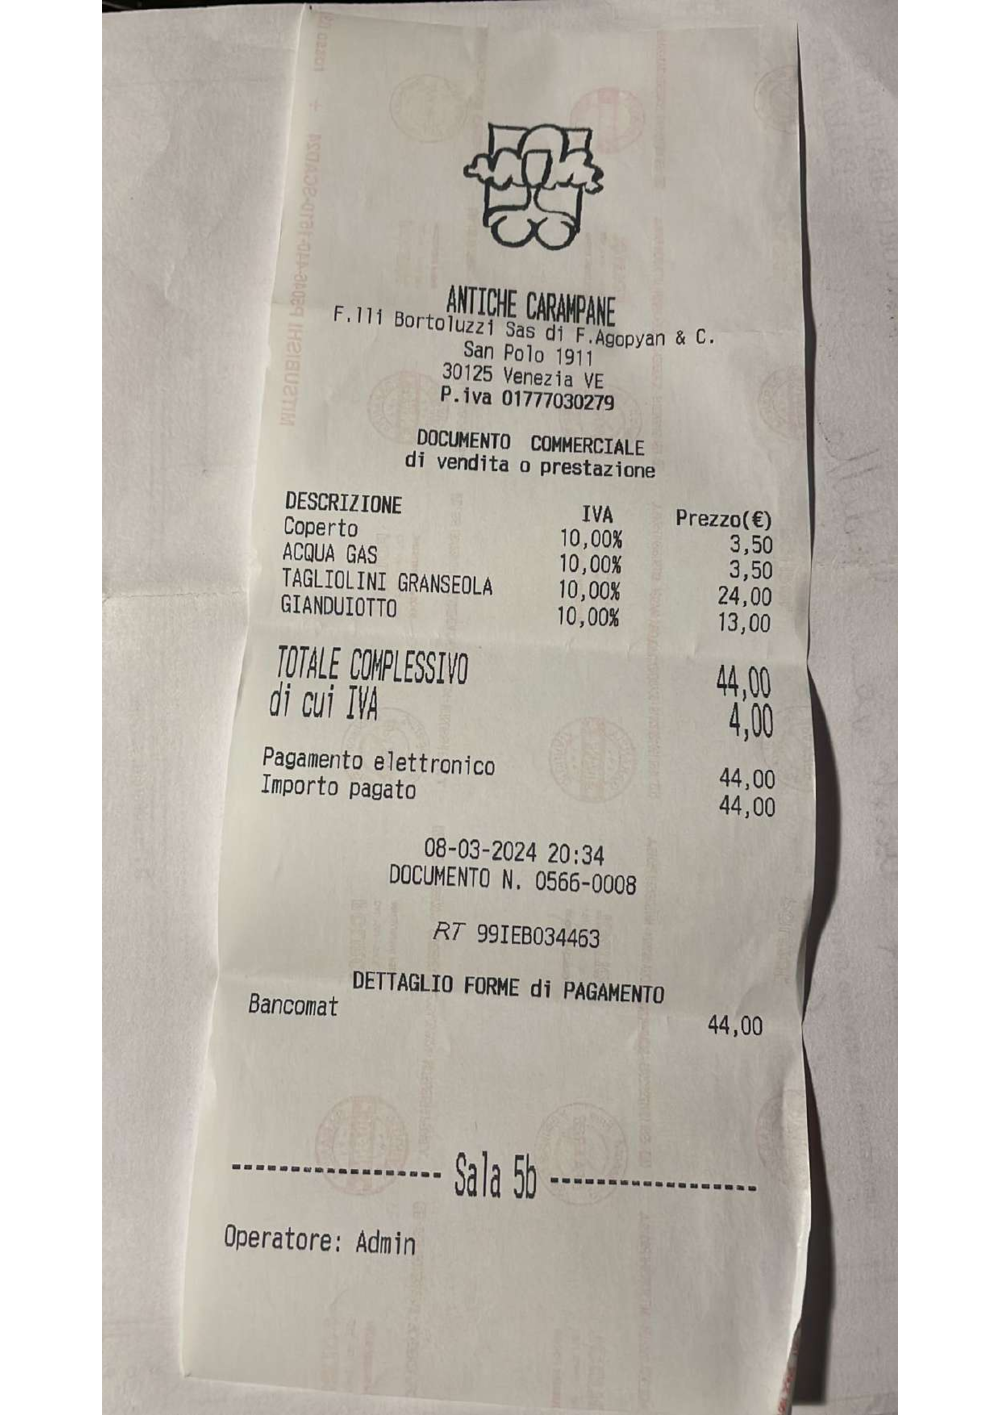 ANTICHE CARAMPANE
F.lli Bortoluzzi Sas di F.Agopyan & C.
San Polo 1911
30125 Venezia VE
P.iva 01777030279
DOCUMENTO COMMERCIALE
di vendita o prestazione
DESCRIZIONE IVA Prezzo(€)
Coperto 10,00% 3,50
ACQUA GAS 10,00% 3,50
TAGLIOLINI GRANSEOLA 10,00% 24,00
GIANDUIOTTO 10,00% 13,00
TOTALE COMPLESSIVO 44,00
di cui IVA 4,00
Pagamento elettronico 44,00
Importo pagato 44,00
08-03-2024 20:34
DOCUMENTO N. 0566-0008
RT 99IEB034463
DETTAGLIO FORME di PAGAMENTO
Bancomat 44,00
------------------ Sala 5b ------------------
Operatore: Admin